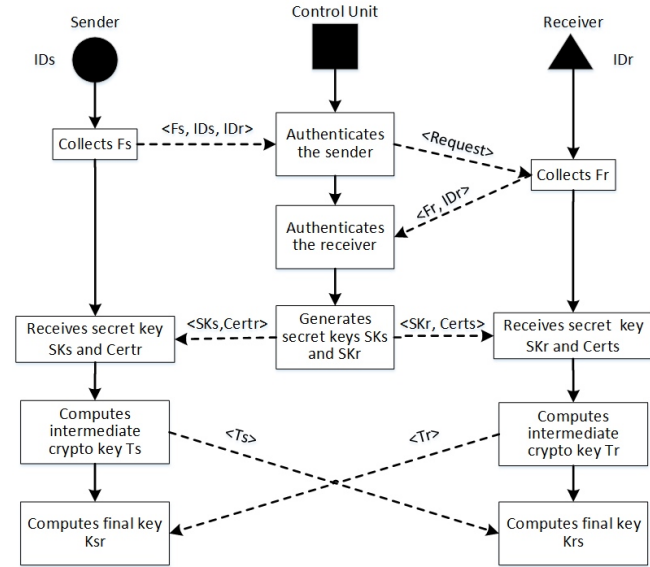 Sender
Control Unit
Receiver
IDs
IDr
<Fs, IDs, IDr>
Collects Fs
Authenticates
the sender
<Request>
Collects Fr
<Fr, IDr>
Authenticates
the receiver
Receives secret key
SKs and Certr
<SKs,Certr>
Generates
secret keys SKs
and SKr
<SKr, Certs>
Receives secret key
SKr and Certs
Computes
intermediate
crypto key Ts
<Ts>
<Tr>
Computes
intermediate
crypto key Tr
Computes final key
Ksr
Computes final key
Krs